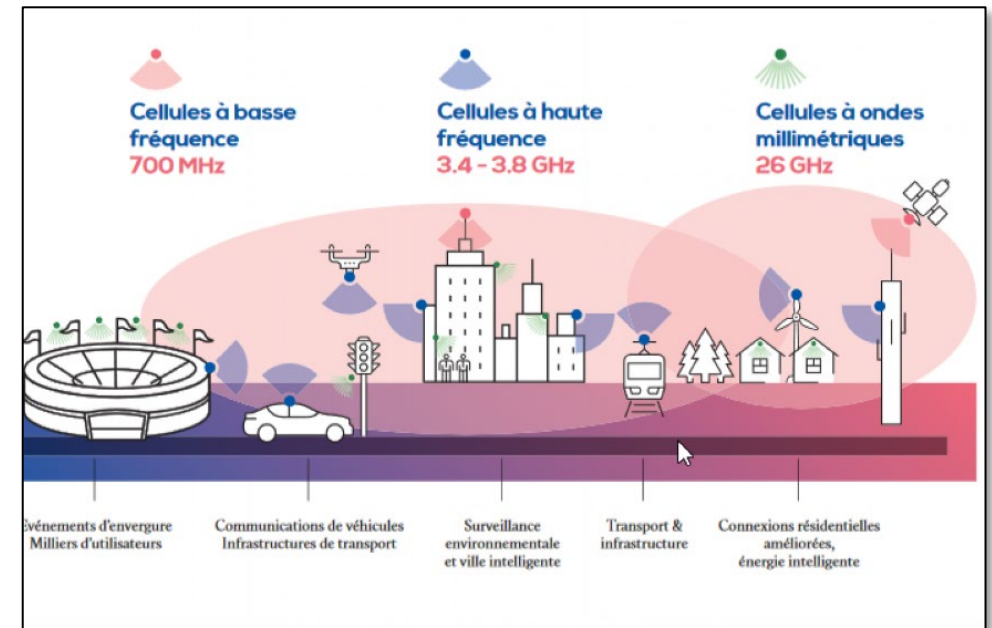 Cellules à basse
fréquence
700 MHz
Cellules à haute
fréquence
3.4 - 3.8 GHz
Cellules à ondes
millimétriques
26 GHz
Événements d'envergure
Milliers d'utilisateurs
Communications de véhicules
Infrastructures de transport
Surveillance
environnementale
et ville intelligente
Transport &
infrastructure
Connexions résidentielles
améliorées,
énergie intelligente